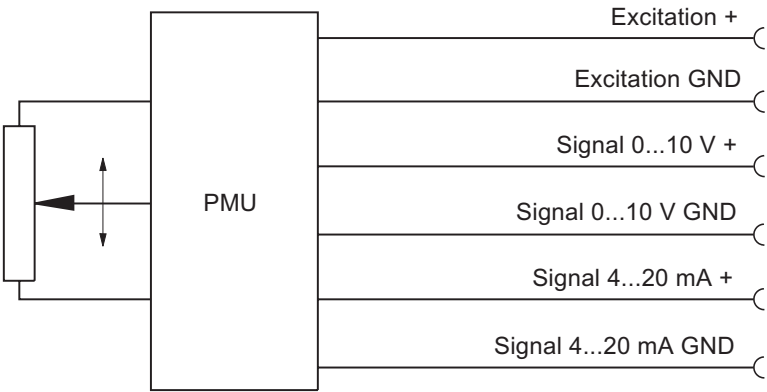 Excitation +
Excitation GND
Signal 0...10 V +
PMU
Signal 0...10 V GND
Signal 4...20 mA +
Signal 4...20 mA GND